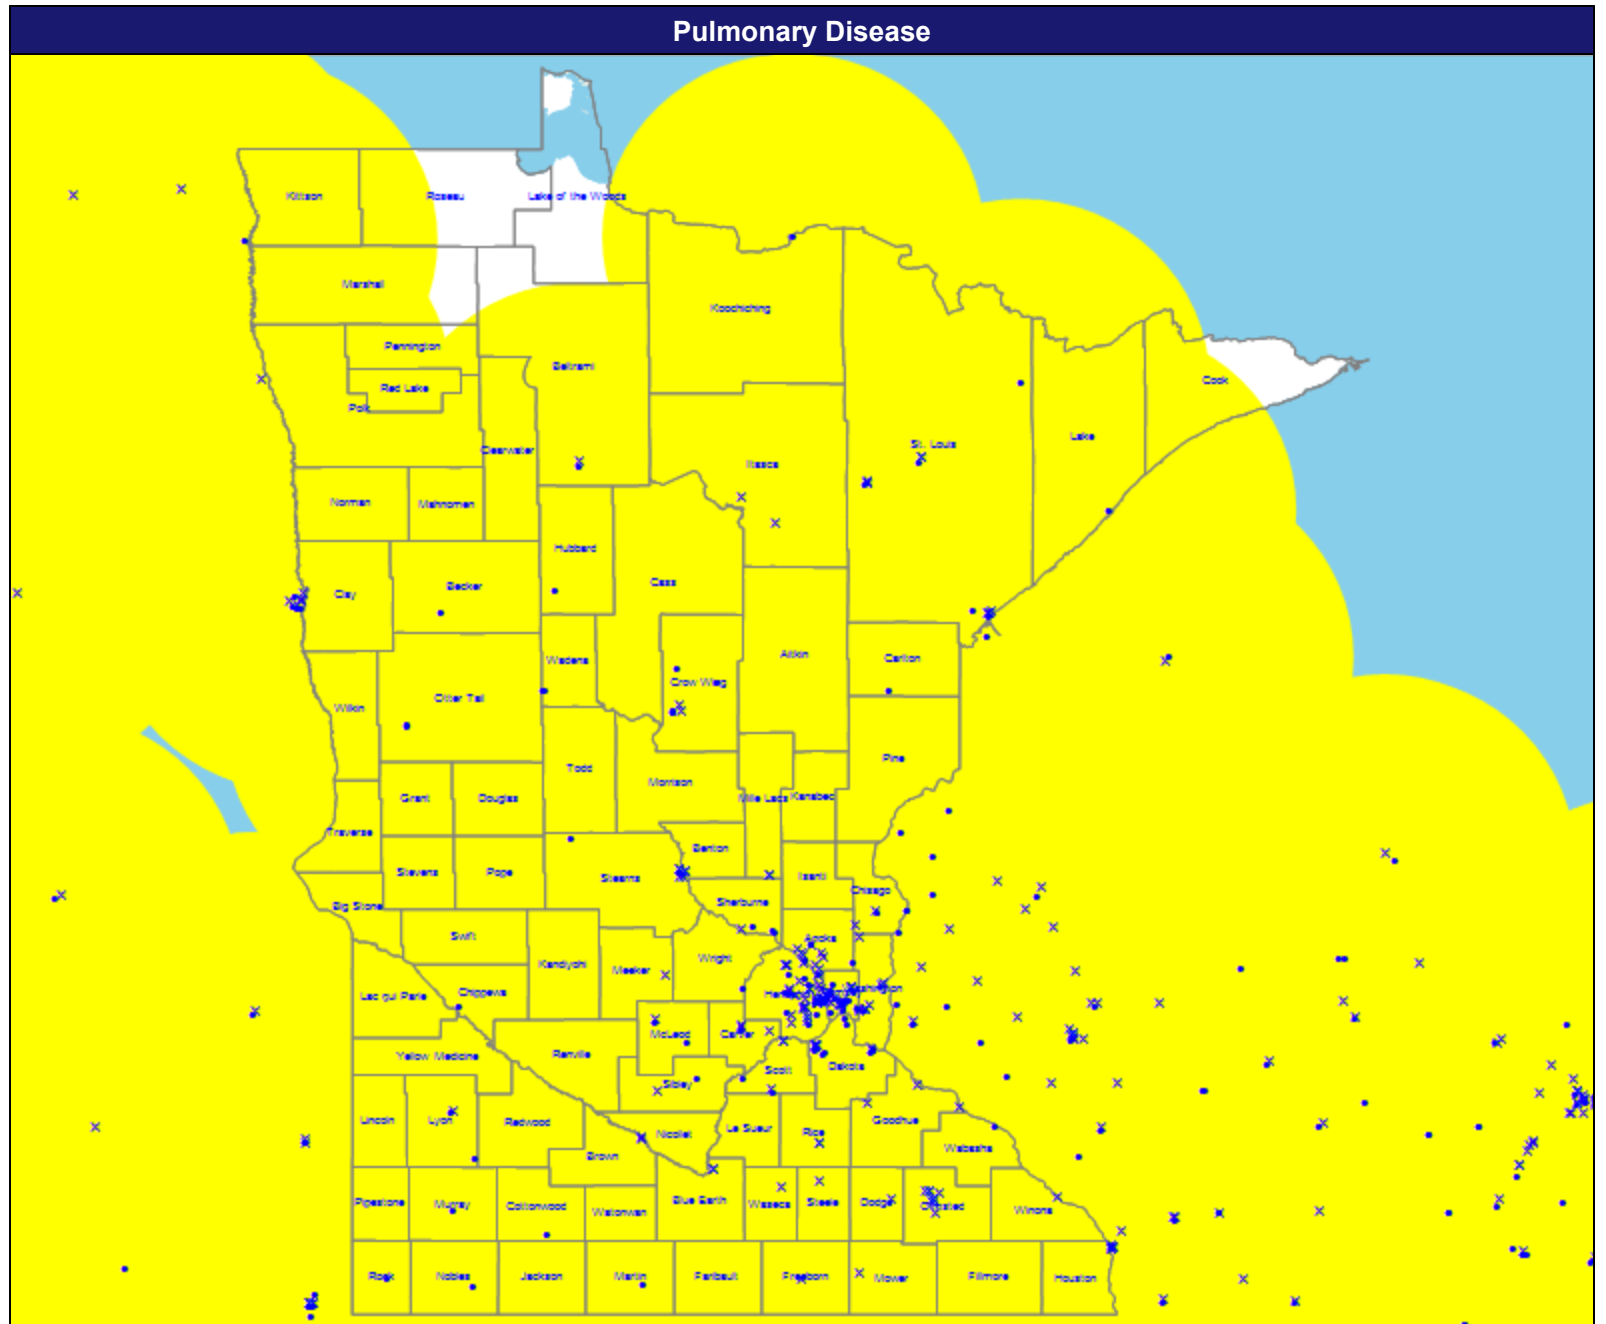 Pulmonary Disease
Kittson
Roseau
Lake of the Woods
Marshall
Koochiching
Pennington
Beltrami
Red Lake
Polk
Cook
Clearwater
St. Louis
Lake
Itasca
Norman
Mahnomen
Hubbard
Cass
Clay
Becker
Wadena
Aitkin
Carlton
Crow Wing
Otter Tail
Wilkin
Pine
Todd
Morrison
Grant
Douglas
Mille Lacs
Kanabec
Traverse
Benton
Stevens
Pope
Stearns
Isanti
Chisago
Big Stone
Sherburne
Swift
Anoka
Kandiyohi
Meeker
Wright
Lac qui Parle
Chippewa
McLeod
Carver
Yellow Medicine
Renville
Scott
Dakota
Sibley
Lincoln
Lyon
Redwood
Nicollet
Le Sueur
Rice
Goodhue
Brown
Wabasha
Pipestone
Murray
Cottonwood
Watonwan
Blue Earth
Waseca
Steele
Dodge
Olmsted
Winona
Rock
Nobles
Jackson
Martin
Faribault
Freeborn
Mower
Fillmore
Houston